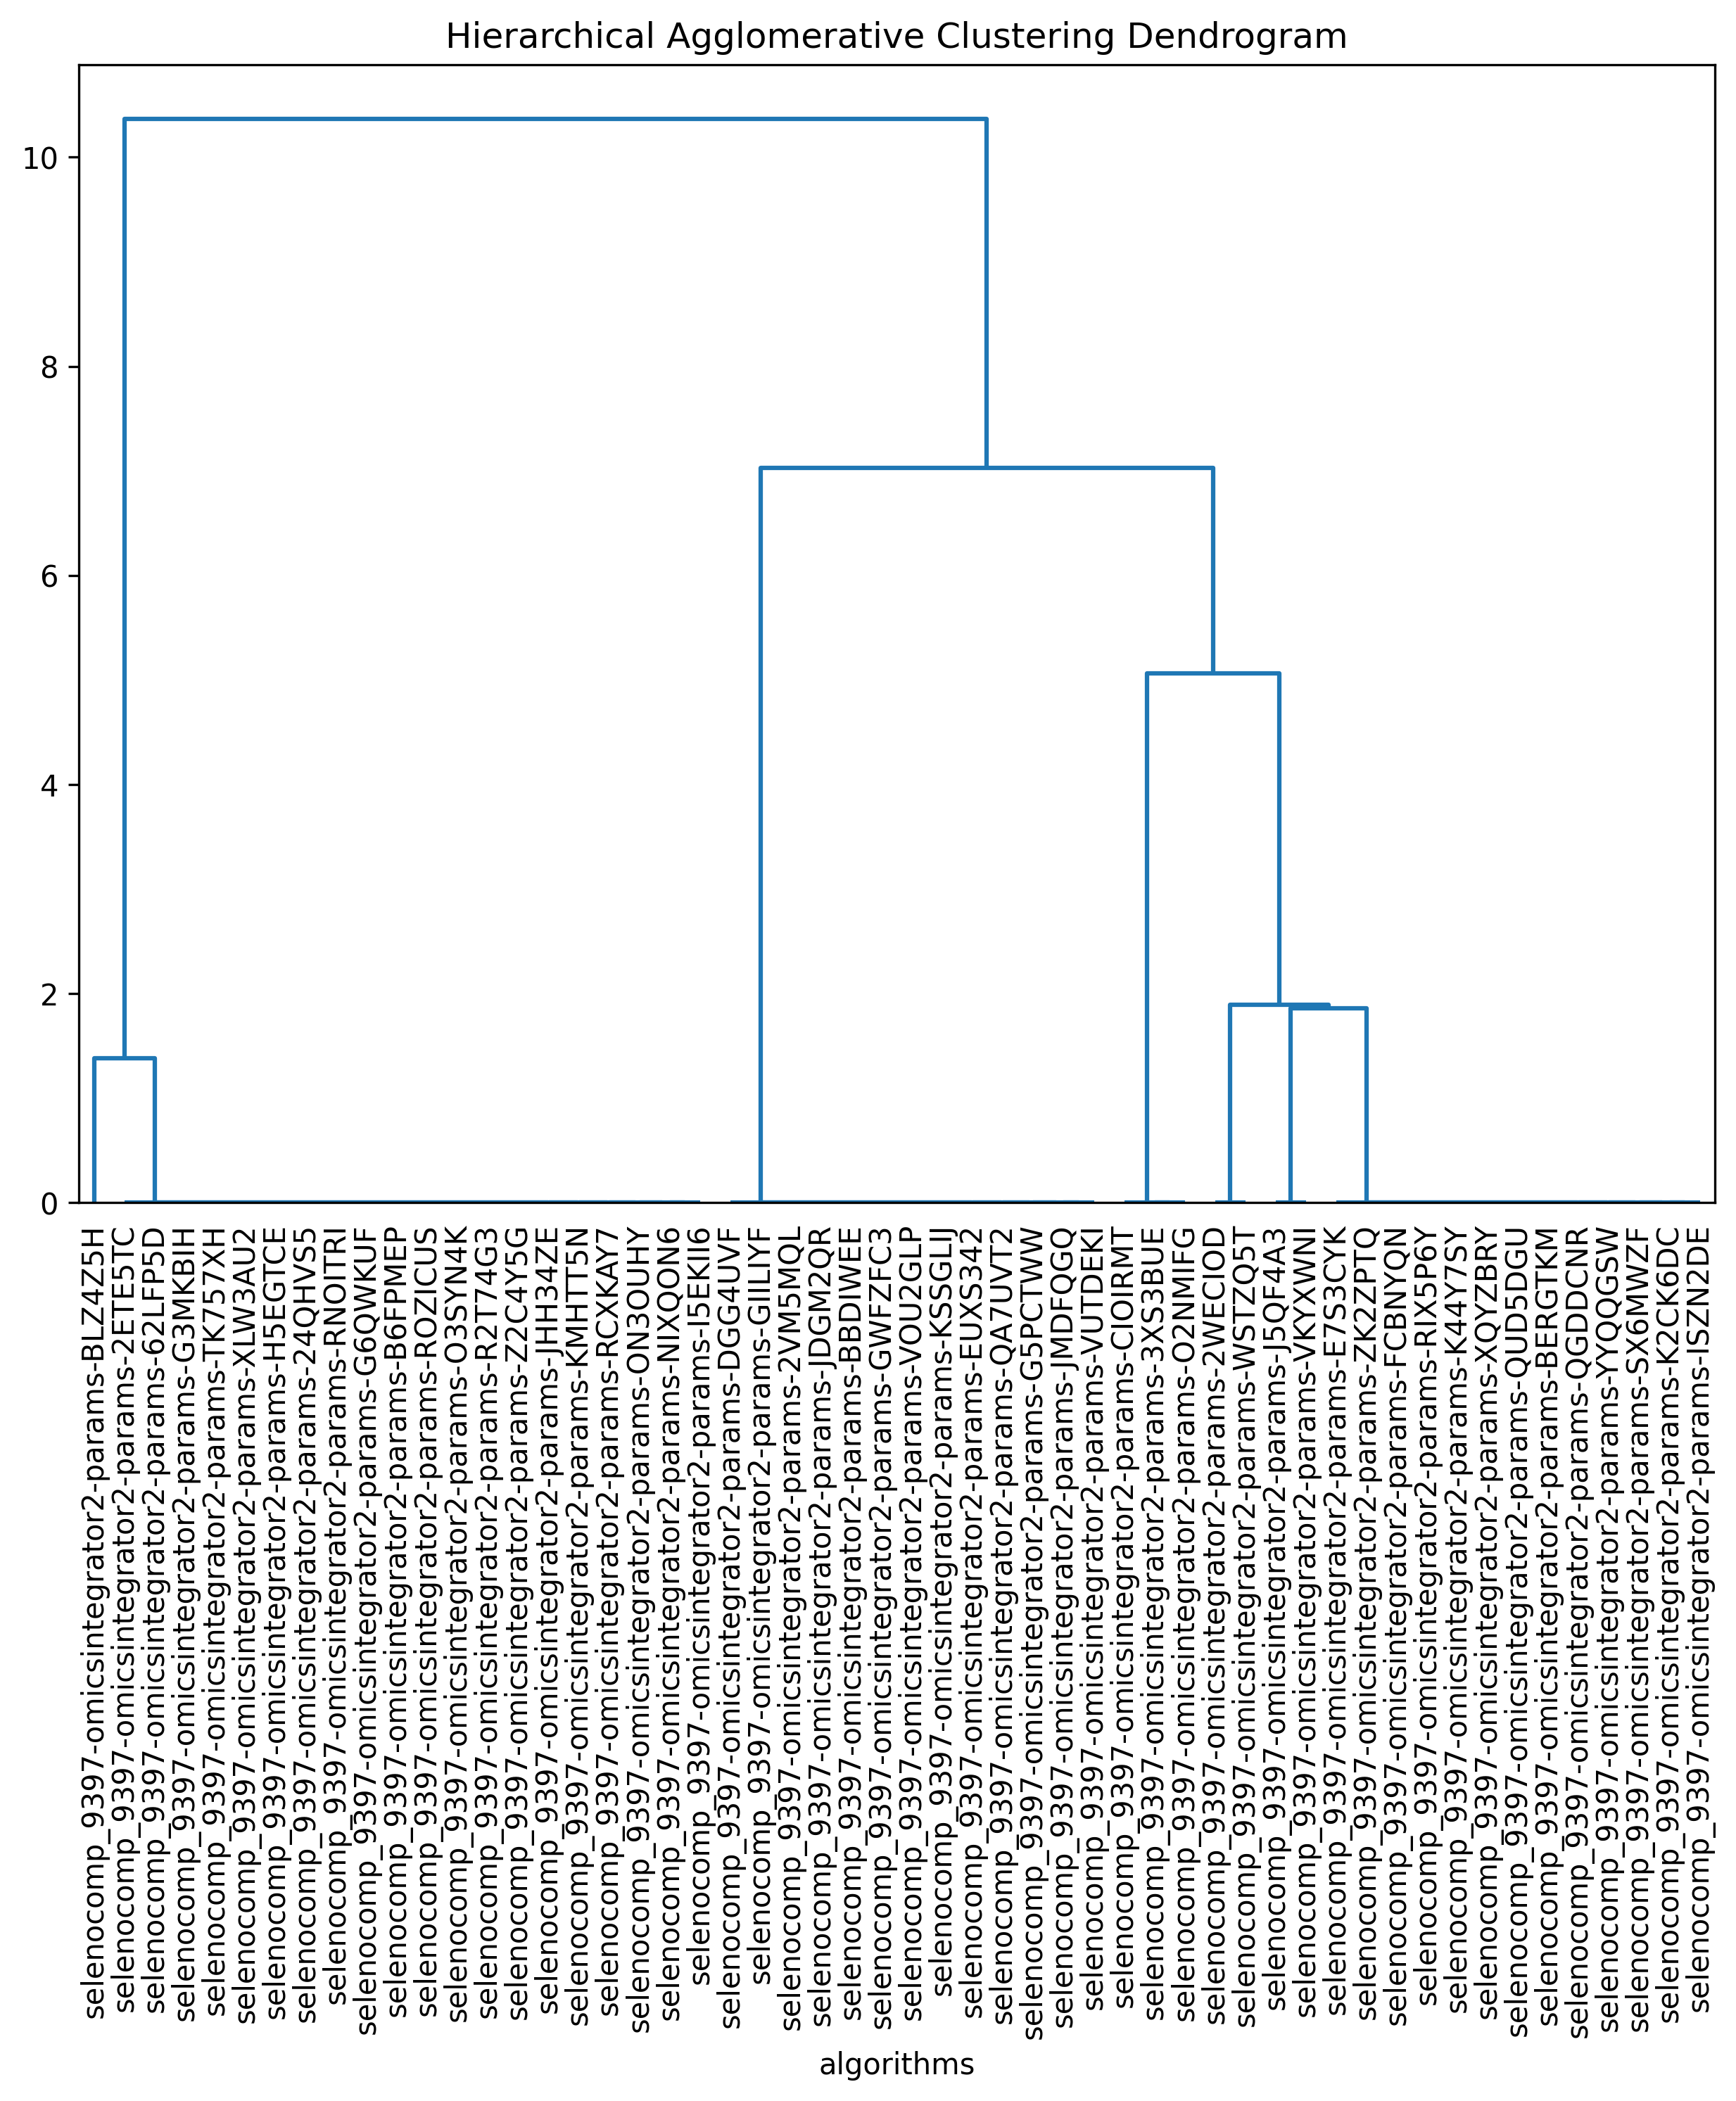 Hierarchical Agglomerative Clustering Dendrogram
10
8
6
4
2
0
selenocomp_9397-omicsintegrator2-params-BLZ4Z5H
selenocomp_9397-omicsintegrator2-params-2ETE5TC
selenocomp_9397-omicsintegrator2-params-62LFP5D
selenocomp_9397-omicsintegrator2-params-G3MKBIH
selenocomp_9397-omicsintegrator2-params-TK757XH
selenocomp_9397-omicsintegrator2-params-XLW3AU2
selenocomp_9397-omicsintegrator2-params-H5EGTCE
selenocomp_9397-omicsintegrator2-params-24QHVS5
selenocomp_9397-omicsintegrator2-params-RNOITRI
selenocomp_9397-omicsintegrator2-params-G6QWKUF
selenocomp_9397-omicsintegrator2-params-B6FPMEP
selenocomp_9397-omicsintegrator2-params-ROZICUS
selenocomp_9397-omicsintegrator2-params-O3SYN4K
selenocomp_9397-omicsintegrator2-params-R2T74G3
selenocomp_9397-omicsintegrator2-params-Z2C4Y5G
selenocomp_9397-omicsintegrator2-params-JHH34ZE
selenocomp_9397-omicsintegrator2-params-KMHTT5N
selenocomp_9397-omicsintegrator2-params-RCXKAY7
selenocomp_9397-omicsintegrator2-params-ON3OUHY
selenocomp_9397-omicsintegrator2-params-NIXQON6
selenocomp_9397-omicsintegrator2-params-I5EKII6
selenocomp_9397-omicsintegrator2-params-DGG4UVF
selenocomp_9397-omicsintegrator2-params-GIILIYF
selenocomp_9397-omicsintegrator2-params-2VM5MQL
selenocomp_9397-omicsintegrator2-params-JDGM2QR
selenocomp_9397-omicsintegrator2-params-BBDIWEE
selenocomp_9397-omicsintegrator2-params-GWFZFC3
selenocomp_9397-omicsintegrator2-params-VOU2GLP
selenocomp_9397-omicsintegrator2-params-KSSGLIJ
selenocomp_9397-omicsintegrator2-params-EUXS342
selenocomp_9397-omicsintegrator2-params-QA7UVT2
selenocomp_9397-omicsintegrator2-params-G5PCTWW
selenocomp_9397-omicsintegrator2-params-JMDFQGQ
selenocomp_9397-omicsintegrator2-params-VUTDEKI
selenocomp_9397-omicsintegrator2-params-CIOIRMT
selenocomp_9397-omicsintegrator2-params-3XS3BUE
selenocomp_9397-omicsintegrator2-params-O2NMIFG
selenocomp_9397-omicsintegrator2-params-2WECIOD
selenocomp_9397-omicsintegrator2-params-WSTZQ5T
selenocomp_9397-omicsintegrator2-params-J5QF4A3
selenocomp_9397-omicsintegrator2-params-VKYXWNI
selenocomp_9397-omicsintegrator2-params-E7S3CYK
selenocomp_9397-omicsintegrator2-params-ZK2ZPTQ
selenocomp_9397-omicsintegrator2-params-FCBNYQN
selenocomp_9397-omicsintegrator2-params-RIX5P6Y
selenocomp_9397-omicsintegrator2-params-K44Y7SY
selenocomp_9397-omicsintegrator2-params-XQYZBRY
selenocomp_9397-omicsintegrator2-params-QUD5DGU
selenocomp_9397-omicsintegrator2-params-BERGTKM
selenocomp_9397-omicsintegrator2-params-QGDDCNR
selenocomp_9397-omicsintegrator2-params-YYQQGSW
selenocomp_9397-omicsintegrator2-params-SX6MWZF
selenocomp_9397-omicsintegrator2-params-K2CK6DC
selenocomp_9397-omicsintegrator2-params-ISZN2DE
algorithms